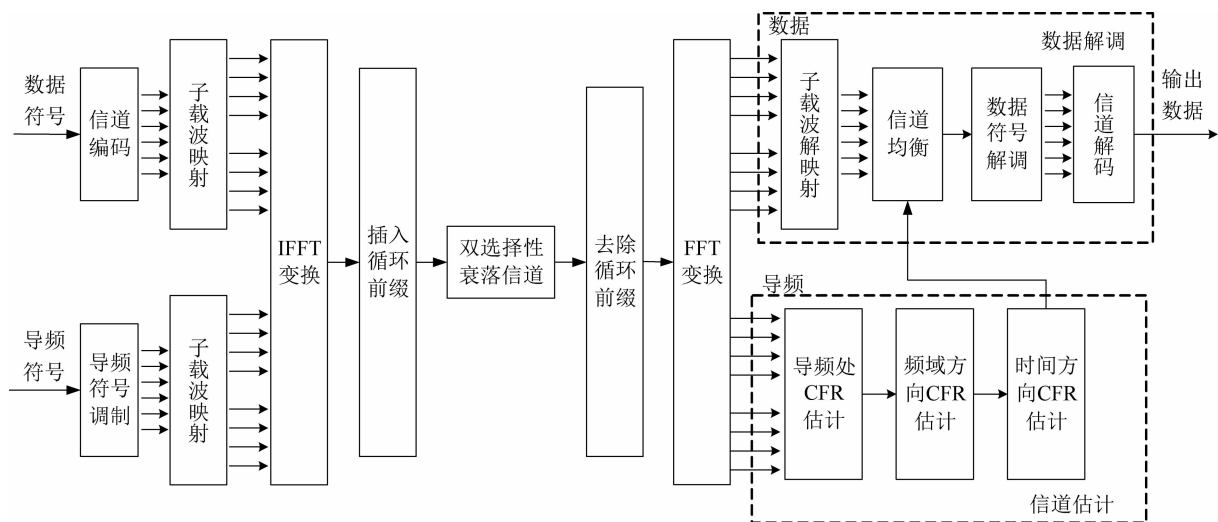 数据
符号
信道
编码
子载波映射
导频
符号
导频
符号
调制
子载波映射
IFFT
变换
插入
循环
前缀
双选择性
衰落信道
去除
循环
前缀
FFT
变换
数据
数据解调
子载波解映射
信道
均衡
数据
符号
解调
信道解码
输出
数据
导频
导频处
CFR
估计
频域方
向CFR
估计
时间方
向CFR
估计
信道估计